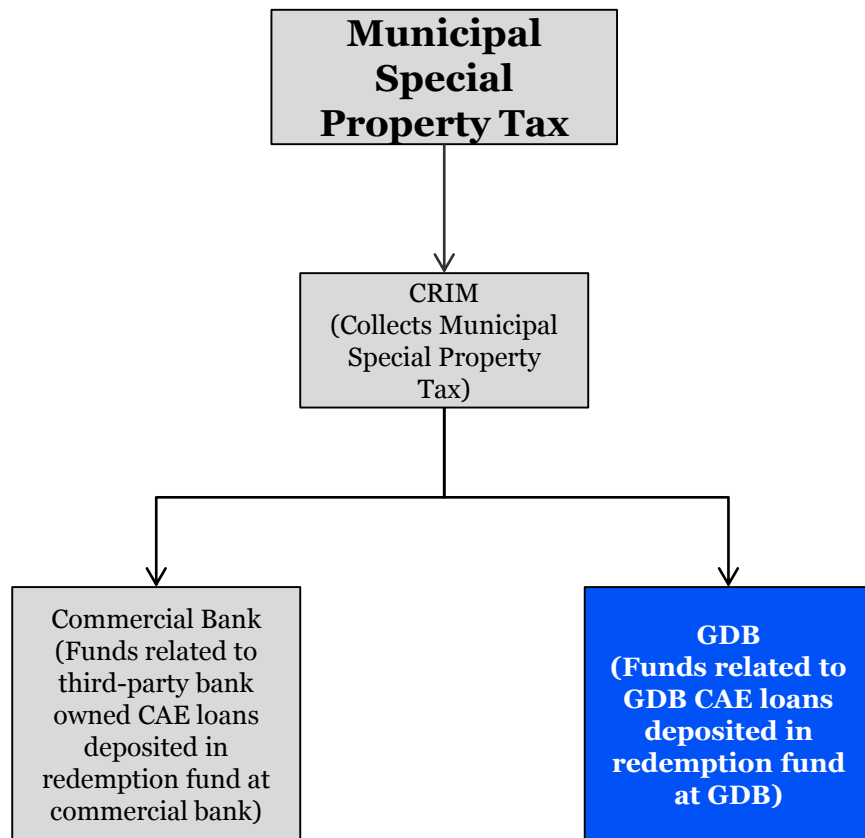 Municipal
Special
Property Tax
CRIM
(Collects Municipal
Special Property
Tax)
Commercial Bank
(Funds related to
third-party bank
owned CAE loans
deposited in
redemption fund at
commercial bank)
GDB
(Funds related to
GDB CAE loans
deposited in
redemption fund
at GDB)